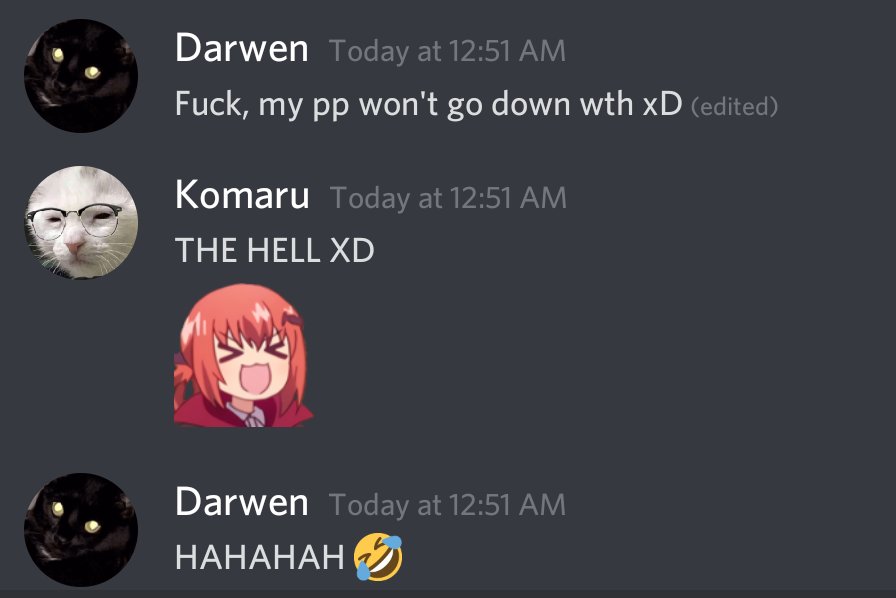 Darwen Today at 12:51 AM
Fuck, my pp won't go down wth xD (edited)
Komaru Today at 12:51 AM
THE HELL XD
Darwen Today at 12:51 AM
HAHAHAH 🤣